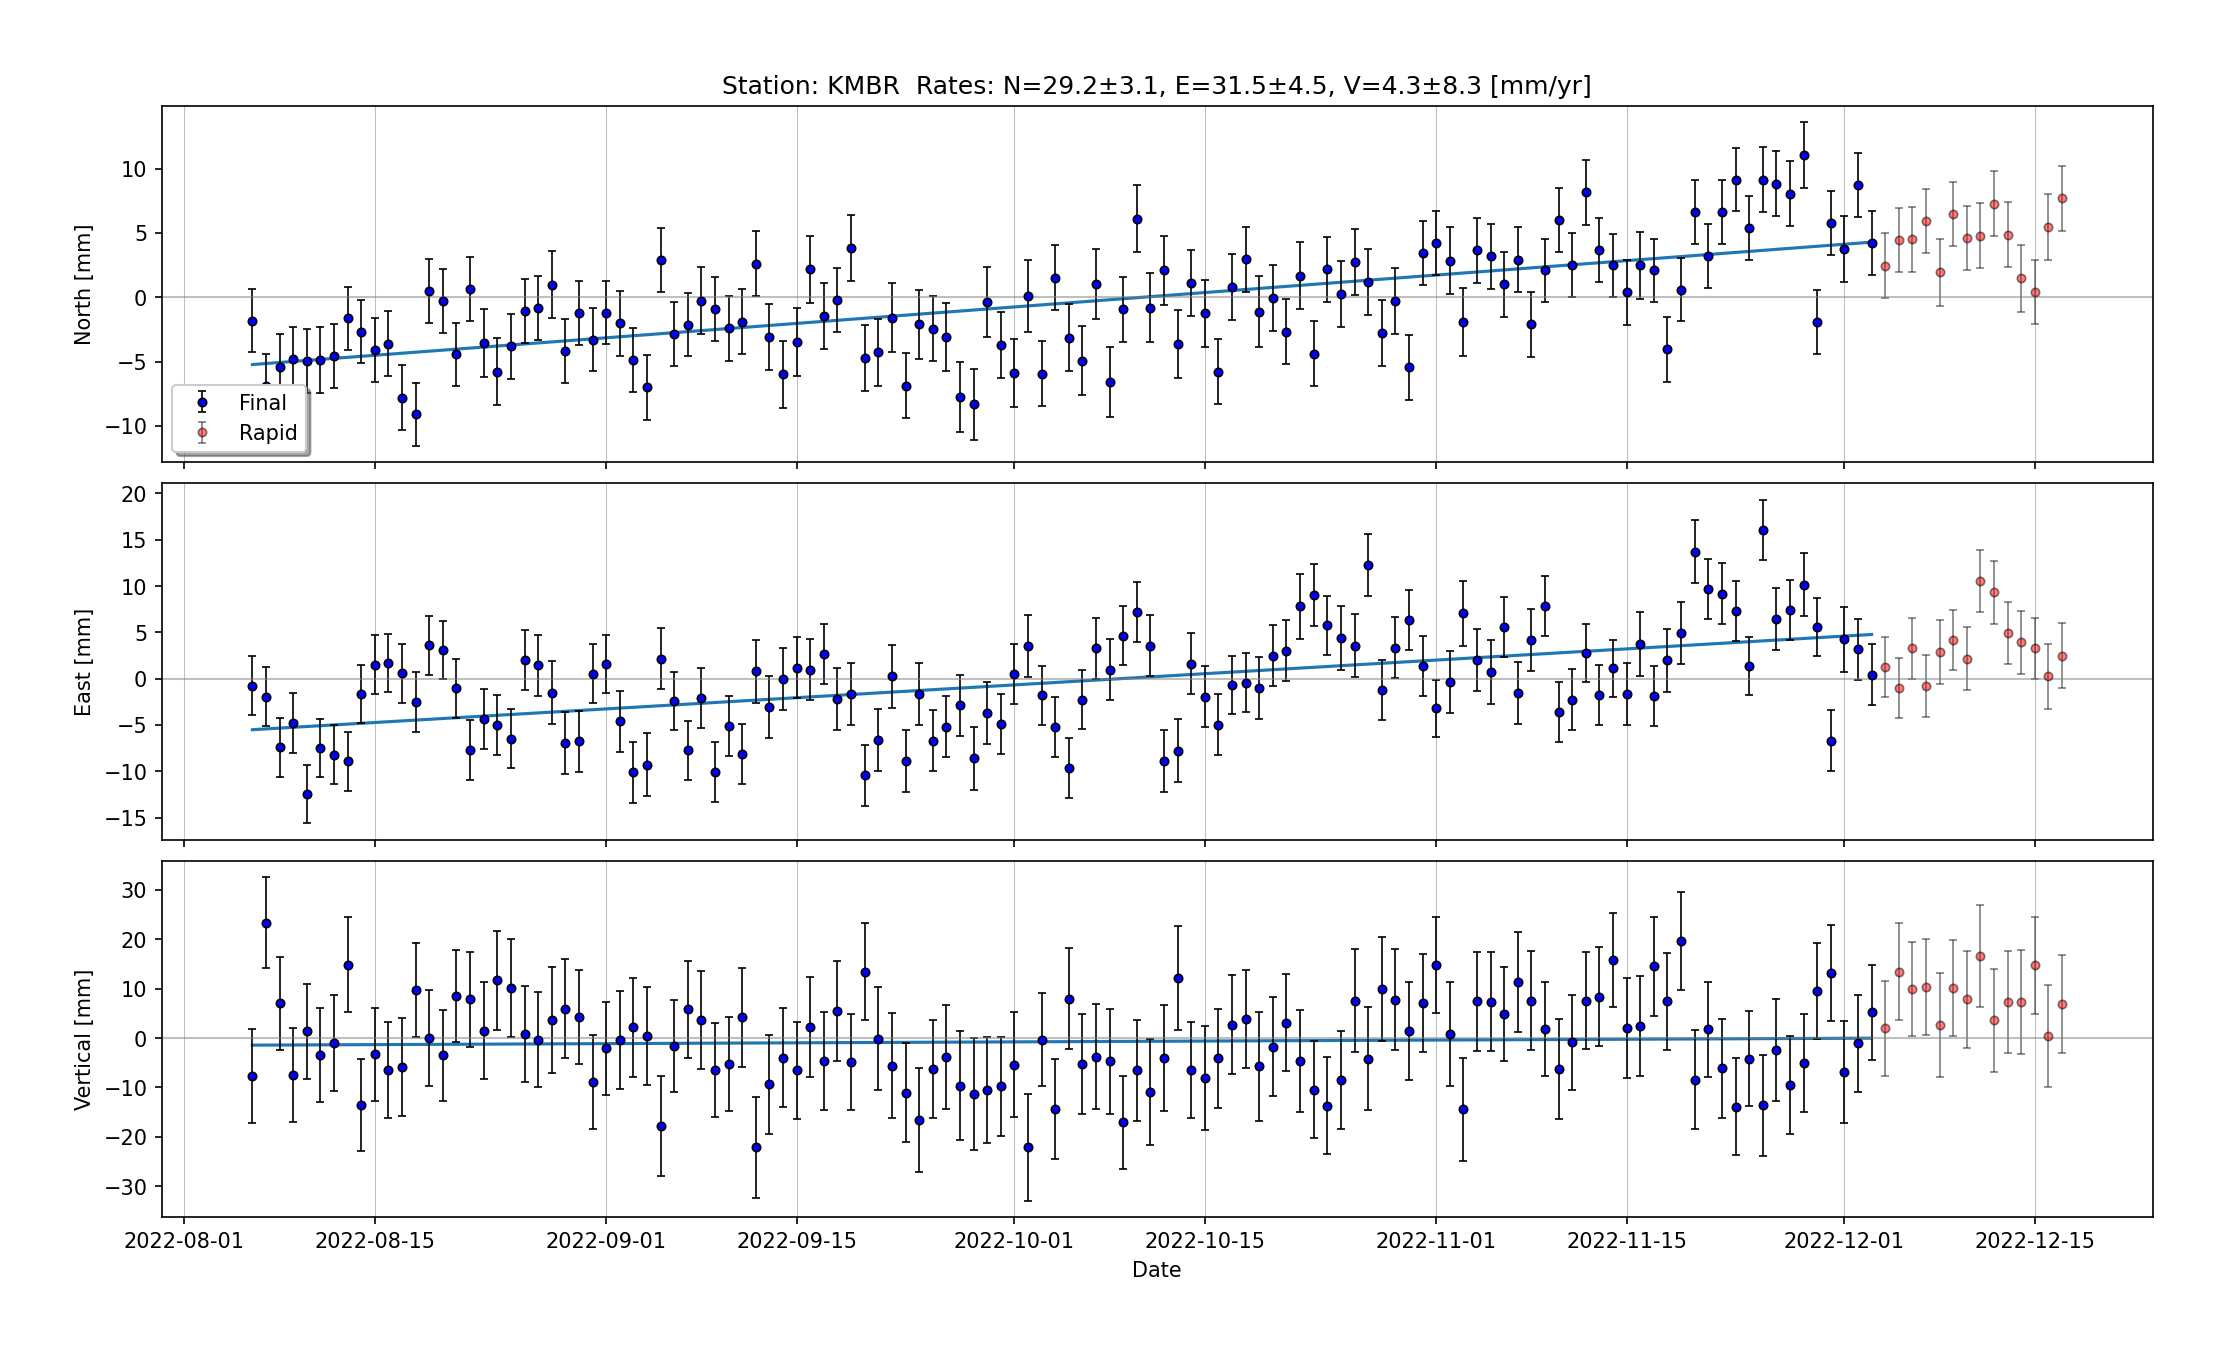 Station: KMBR  Rates: N=29.2±3.1, E=31.5±4.5, V=4.3±8.3 [mm/yr]
North [mm]
10
5
0
−5
−10
Final
Rapid
East [mm]
20
15
10
5
0
−5
−10
−15
Vertical [mm]
30
20
10
0
−10
−20
−30
2022-08-01 2022-08-15 2022-09-01 2022-09-15 2022-10-01 2022-10-15 2022-11-01 2022-11-15 2022-12-01 2022-12-15
Date